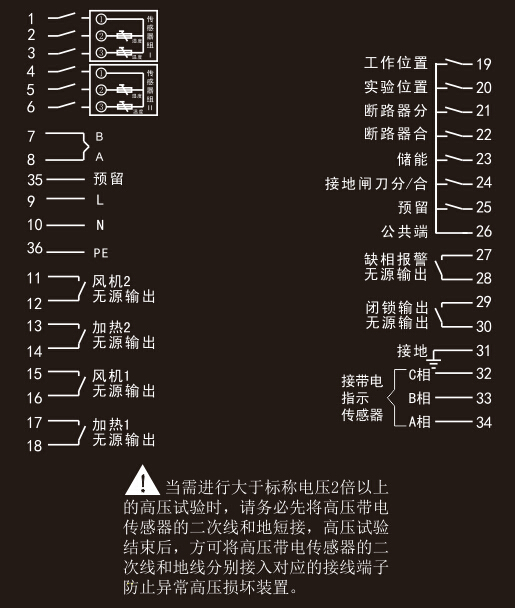 1 ① 传感器组I
2 ② 温度
3 ③ 湿度
4 ① 传感器组II
5 ② 温度
6 ③ 湿度
7 B
8 A
35 预留
9 L
10 N
36 PE
11 风机2
12 无源输出
13 加热2
14 无源输出
15 风机1
16 无源输出
17 加热1
18 无源输出
工作位置 19
实验位置 20
断路器分 21
断路器合 22
储能 23
接地闸刀分/合 24
预留 25
公共端 26
缺相报警 27
无源输出 28
闭锁输出 29
无源输出 30
接地 31
接带电 C相 32
指示 B相 33
传感器 A相 34
! 当需进行大于标称电压2倍以上
的高压试验时，请务必先将高压带电
传感器的二次线和地短接，高压试验
结束后，方可将高压带电传感器的二
次线和地线分别接入对应的接线端子
防止异常高压损坏装置。